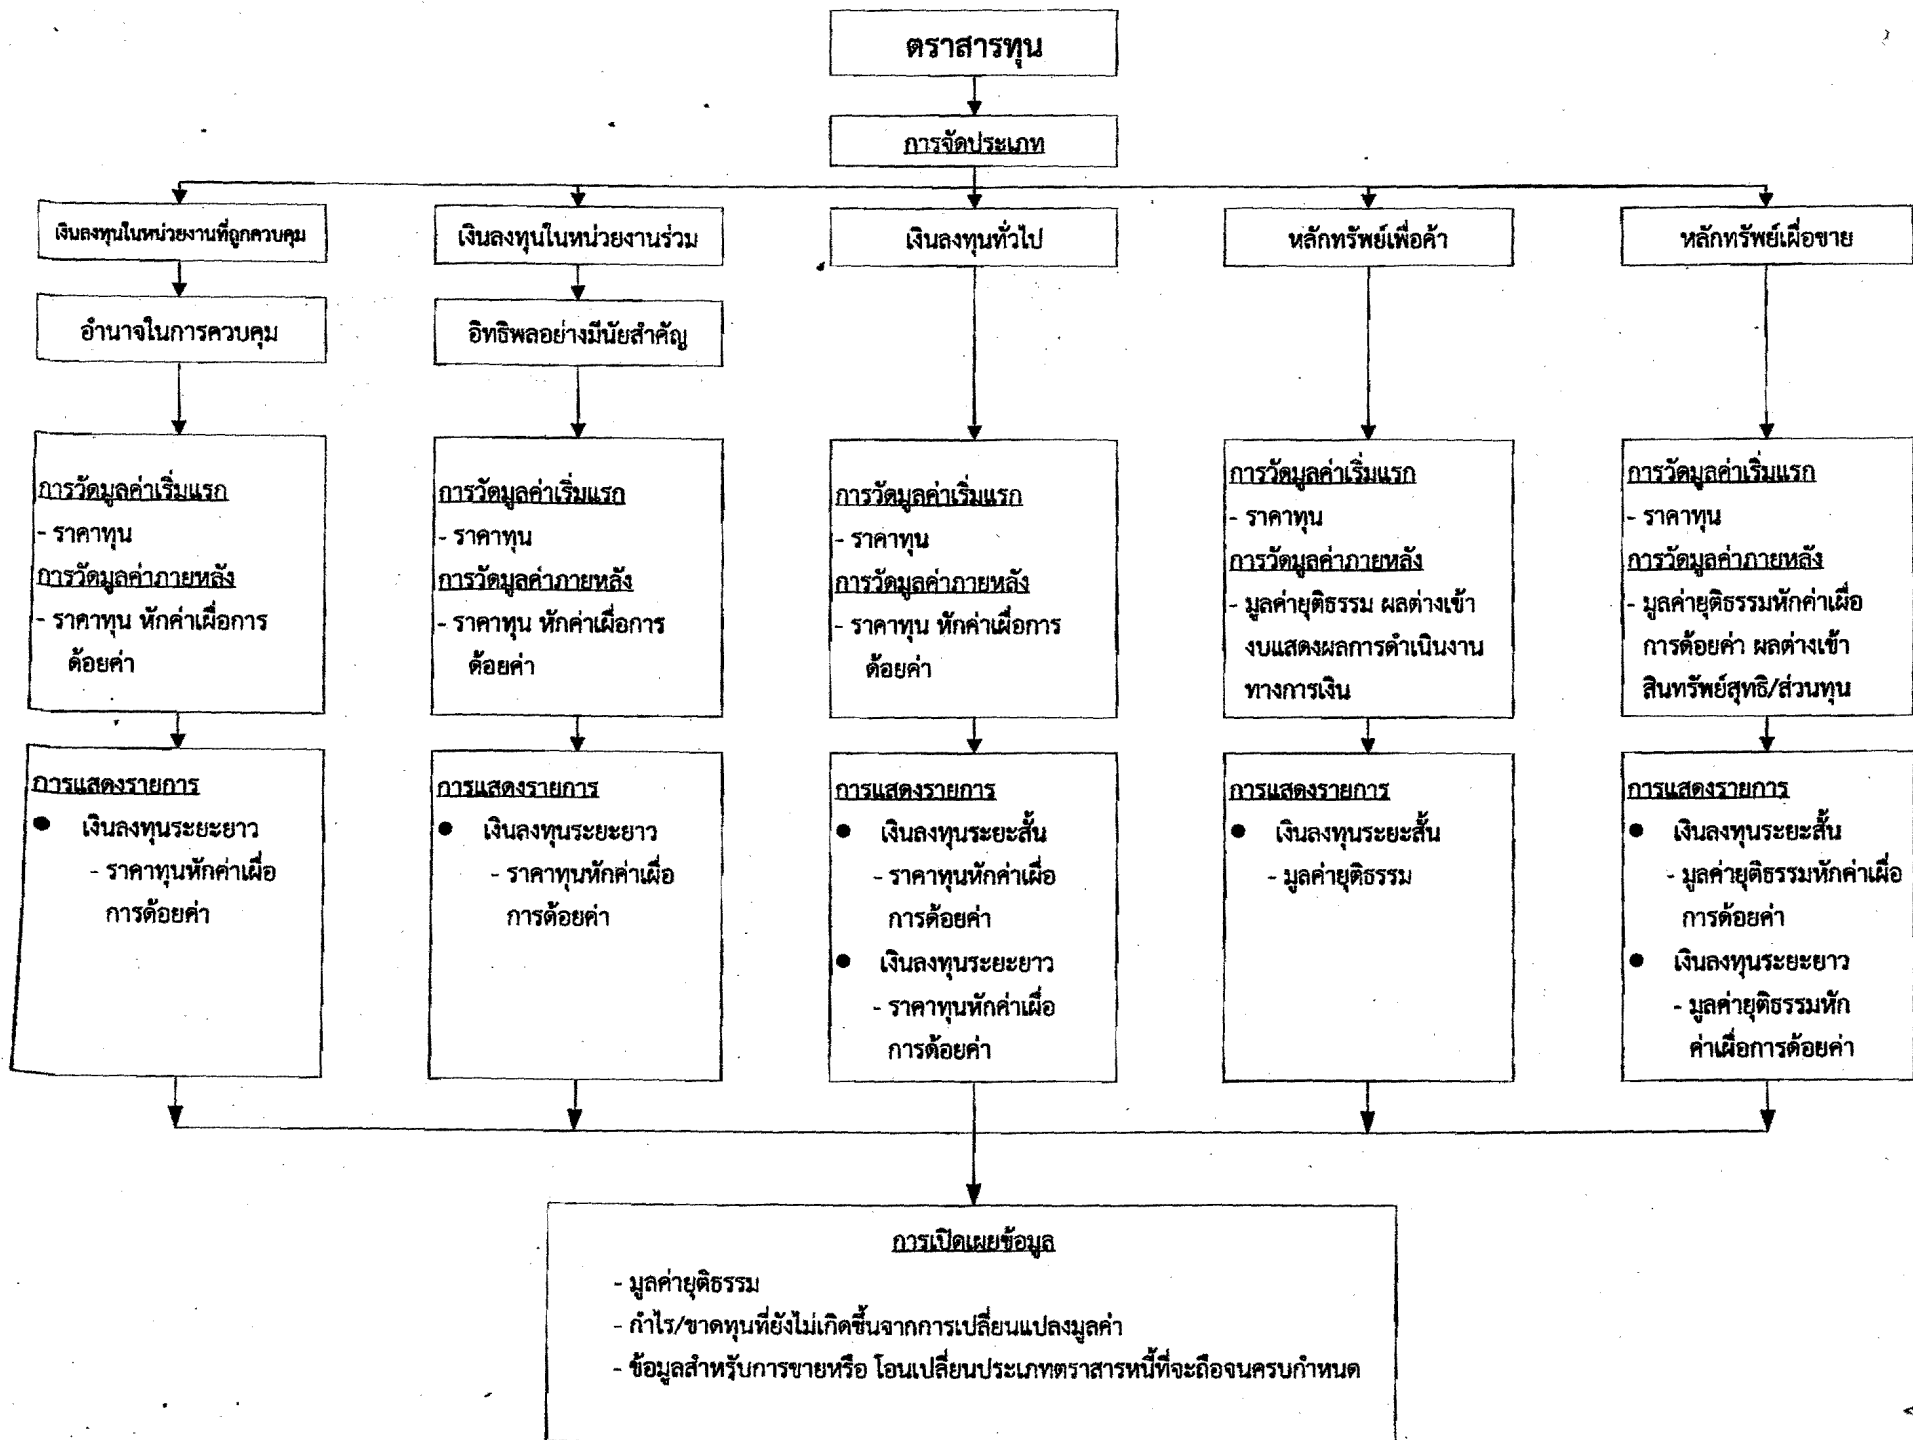 ตราสารทุน
การจัดประเภท
เงินลงทุนในหน่วยงานที่ถูกควบคุม
เงินลงทุนในหน่วยงานร่วม
เงินลงทุนทั่วไป
หลักทรัพย์เพื่อค้า
หลักทรัพย์เผื่อขาย
อำนาจในการควบคุม
อิทธิพลอย่างมีนัยสำคัญ
การวัดมูลค่าเริ่มแรก
- ราคาทุน
การวัดมูลค่าภายหลัง
- ราคาทุน หักค่าเผื่อการ
ด้อยค่า
การวัดมูลค่าเริ่มแรก
- ราคาทุน
การวัดมูลค่าภายหลัง
- ราคาทุน หักค่าเผื่อการ
ด้อยค่า
การวัดมูลค่าเริ่มแรก
- ราคาทุน
การวัดมูลค่าภายหลัง
- ราคาทุน หักค่าเผื่อการ
ด้อยค่า
การวัดมูลค่าเริ่มแรก
- ราคาทุน
การวัดมูลค่าภายหลัง
- มูลค่ายุติธรรม ผลต่างเข้า
งบแสดงผลการดำเนินงาน
ทางการเงิน
การวัดมูลค่าเริ่มแรก
- ราคาทุน
การวัดมูลค่าภายหลัง
- มูลค่ายุติธรรมหักค่าเผื่อ
การด้อยค่า ผลต่างเข้า
สินทรัพย์สุทธิ/ส่วนทุน
การแสดงรายการ
● เงินลงทุนระยะยาว
- ราคาทุนหักค่าเผื่อ
การด้อยค่า
การแสดงรายการ
● เงินลงทุนระยะยาว
- ราคาทุนหักค่าเผื่อ
การด้อยค่า
การแสดงรายการ
● เงินลงทุนระยะสั้น
- ราคาทุนหักค่าเผื่อ
การด้อยค่า
● เงินลงทุนระยะยาว
- ราคาทุนหักค่าเผื่อ
การด้อยค่า
การแสดงรายการ
● เงินลงทุนระยะสั้น
- มูลค่ายุติธรรม
การแสดงรายการ
● เงินลงทุนระยะสั้น
- มูลค่ายุติธรรมหักค่าเผื่อ
การด้อยค่า
● เงินลงทุนระยะยาว
- มูลค่ายุติธรรมหัก
ค่าเผื่อการด้อยค่า
การเปิดเผยข้อมูล
- มูลค่ายุติธรรม
- กำไร/ขาดทุนที่ยังไม่เกิดขึ้นจากการเปลี่ยนแปลงมูลค่า
- ข้อมูลสำหรับการขายหรือ โอนเปลี่ยนประเภทตราสารหนี้ที่จะถือจนครบกำหนด